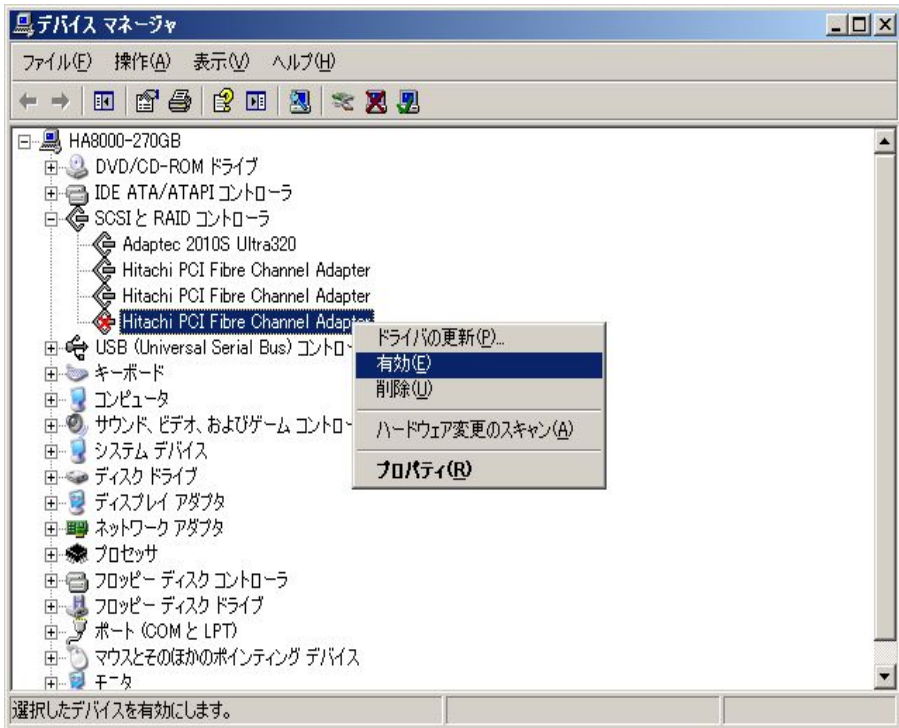 デバイス マネージャ
ファイル(F) 操作(A) 表示(V) ヘルプ(H)
HA8000-270GB
DVD/CD-ROM ドライブ
IDE ATA/ATAPI コントローラ
SCSI と RAID コントローラ
Adaptec 2010S Ultra320
Hitachi PCI Fibre Channel Adapter
Hitachi PCI Fibre Channel Adapter
Hitachi PCI Fibre Channel Adapter
ドライバの更新(P)...
USB (Universal Serial Bus) コントロー
有効(E)
キーボード
削除(U)
コンピュータ
サウンド、ビデオ、およびゲーム コントロー
ハードウェア変更のスキャン(A)
システム デバイス
プロパティ(R)
ディスク ドライブ
ディスプレイ アダプタ
ネットワーク アダプタ
プロセッサ
フロッピー ディスク コントローラ
フロッピー ディスク ドライブ
ポート (COM と LPT)
マウスとそのほかのポインティング デバイス
モニタ
選択したデバイスを有効にします。